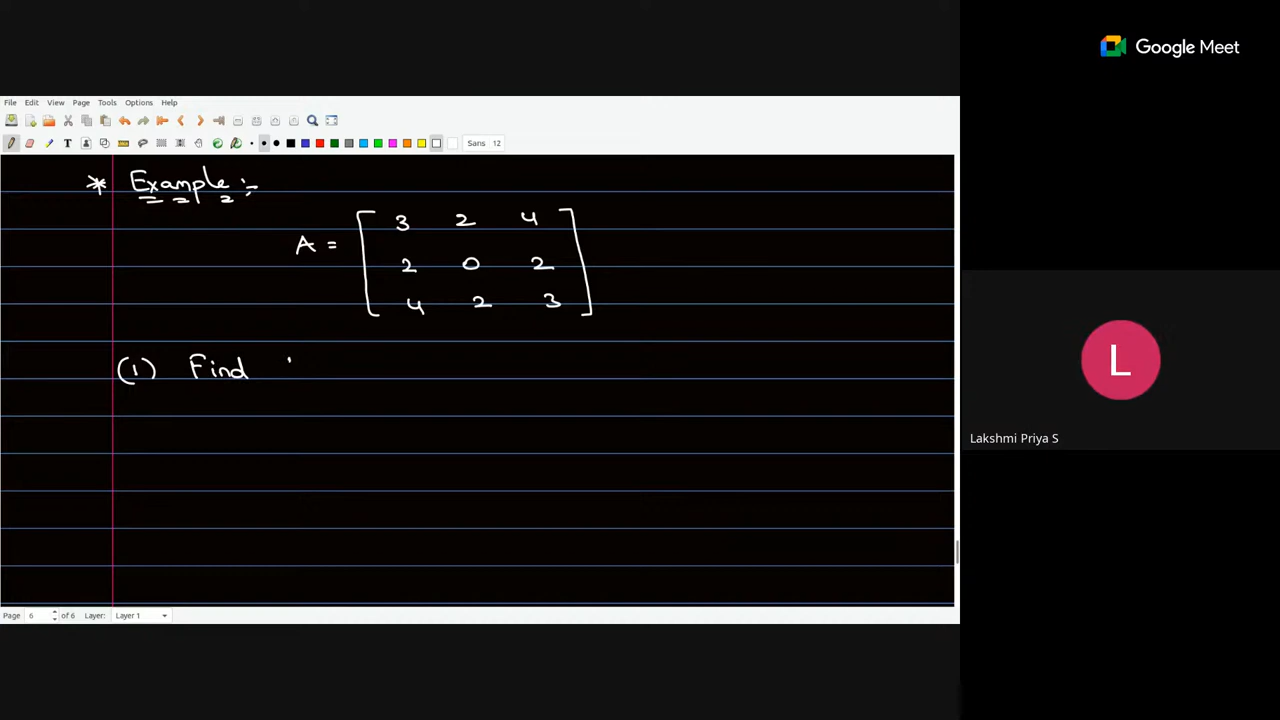 Google Meet
File Edit View Page Tools Options Help
Sans 12
* Example :-
A = [ 3 2 4
2 0 2
4 2 3 ]
(1) Find
L
Lakshmi Priya S
Page 6 of 6 Layer: Layer 1